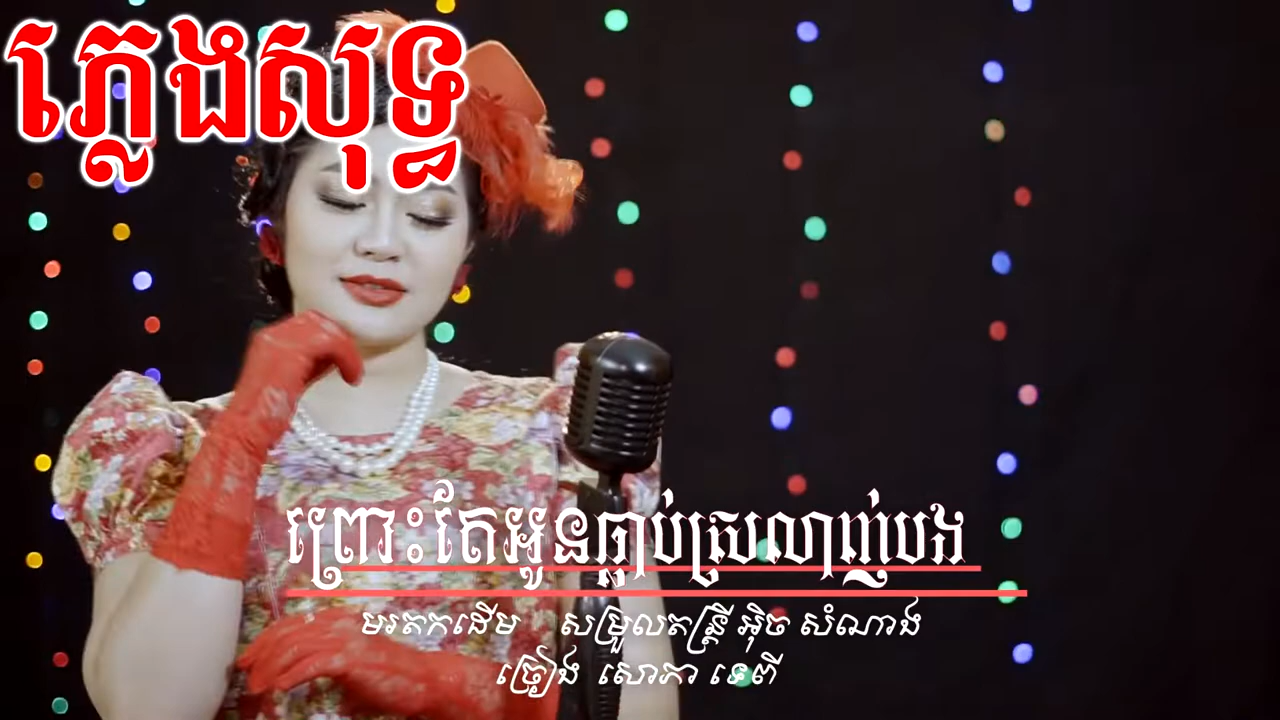 ភ្លេងសុទ្ធ
ព្រោះតែអូនធ្លាប់ស្រលាញ់បង
មរតកដើម សម្រួលតន្ត្រី អ៊ិច សំណាង
ច្រៀង សោភា ទេពី